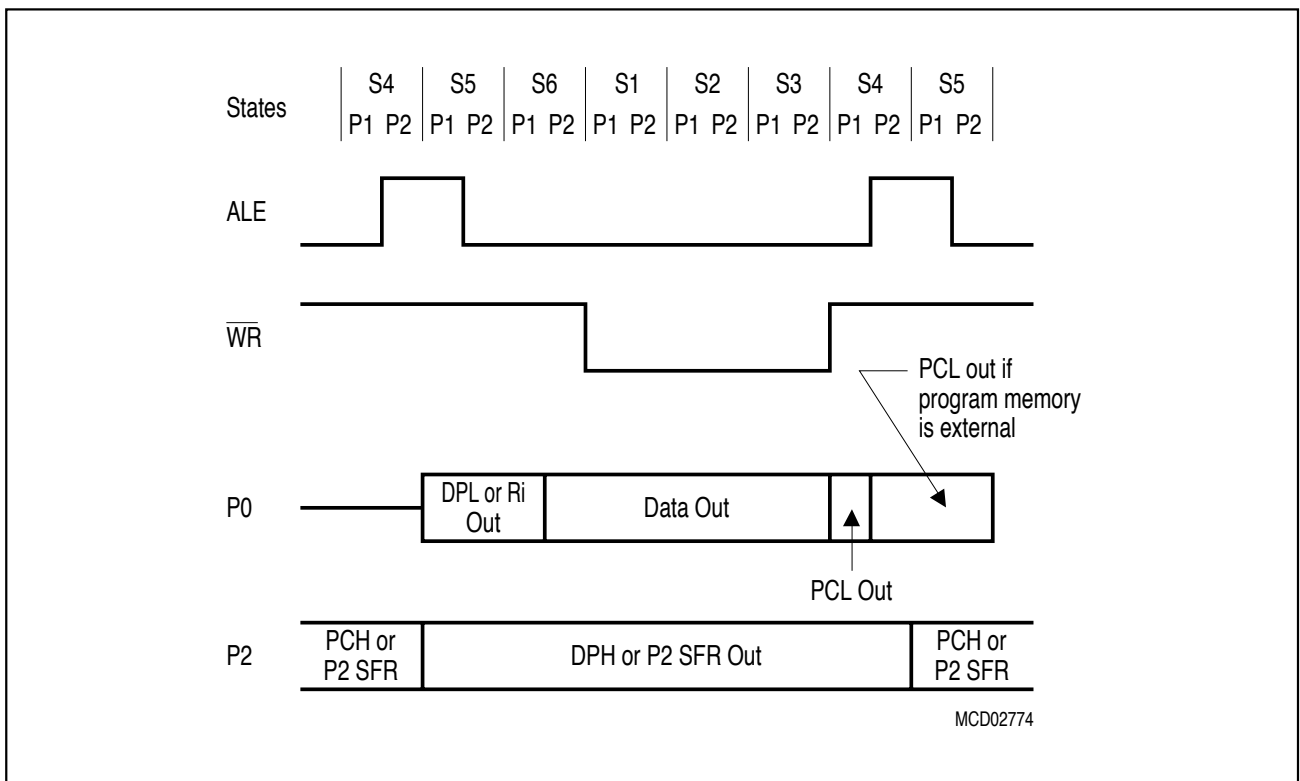 States
S4 S5 S6 S1 S2 S3 S4 S5
P1 P2 P1 P2 P1 P2 P1 P2 P1 P2 P1 P2 P1 P2 P1 P2
ALE
WR
PCL out if
program memory
is external
P0
DPL or Ri
Out
Data Out
PCL Out
P2
PCH or
P2 SFR
DPH or P2 SFR Out
PCH or
P2 SFR
MCD02774